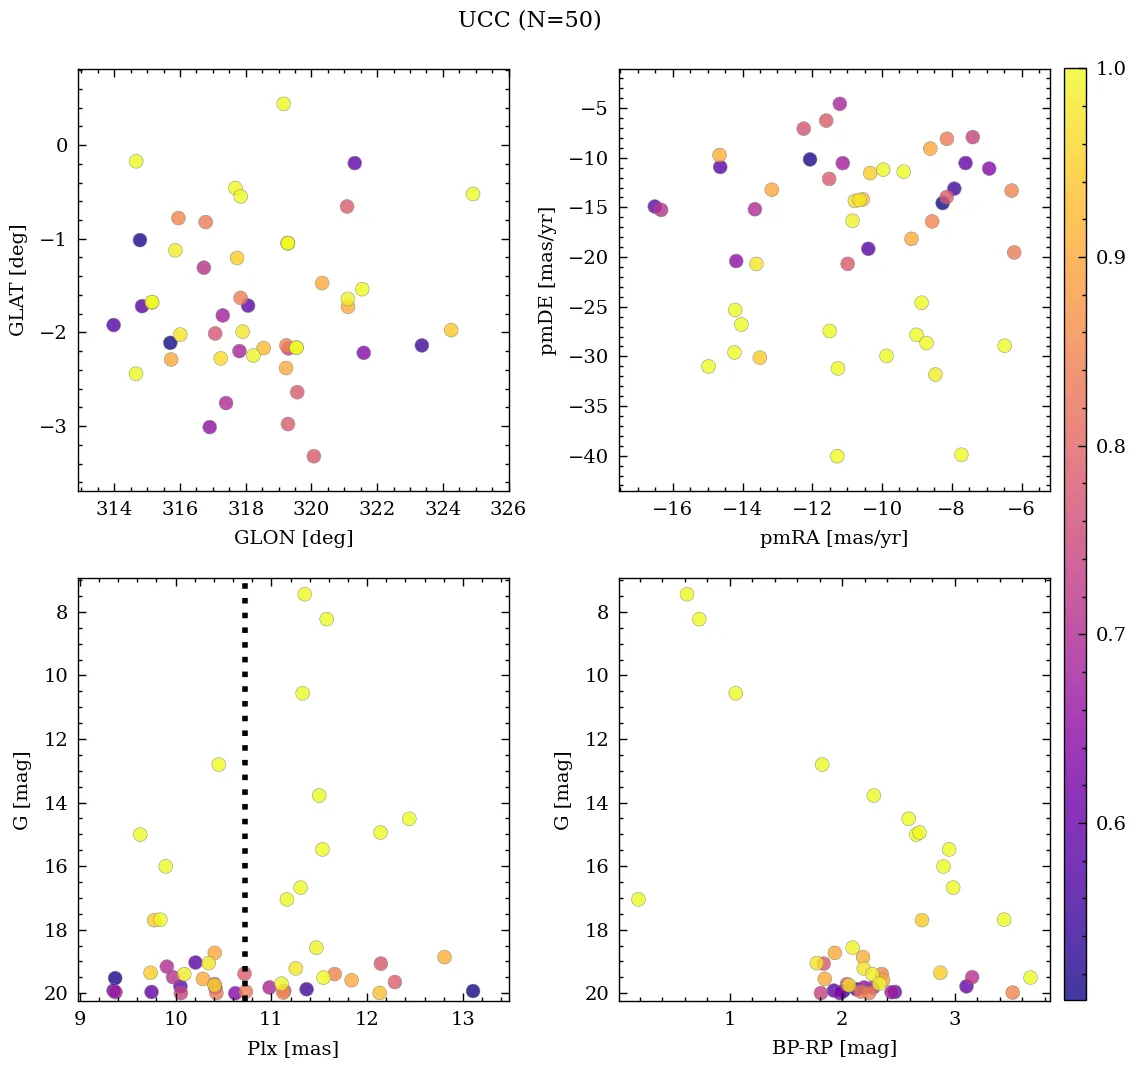 UCC (N=50)
0
−1
−2
−3
GLAT [deg]
314 316 318 320 322 324 326
GLON [deg]
−5
−10
−15
−20
−25
−30
−35
−40
pmDE [mas/yr]
−16 −14 −12 −10 −8 −6
pmRA [mas/yr]
1.0
0.9
0.8
0.7
0.6
8
10
12
14
16
18
20
G [mag]
9 10 11 12 13
Plx [mas]
8
10
12
14
16
18
20
G [mag]
1 2 3
BP-RP [mag]